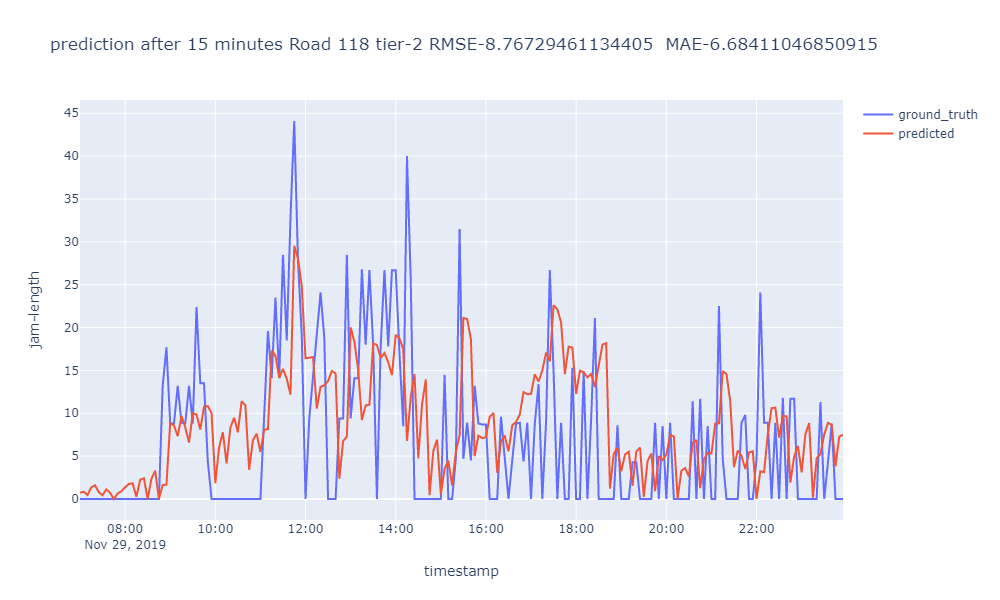 prediction after 15 minutes Road 118 tier-2 RMSE-8.76729461134405  MAE-6.68411046850915
ground_truth
predicted
45
40
35
30
25
20
15
10
5
0
jam-length
08:00 10:00 12:00 14:00 16:00 18:00 20:00 22:00
Nov 29, 2019
timestamp